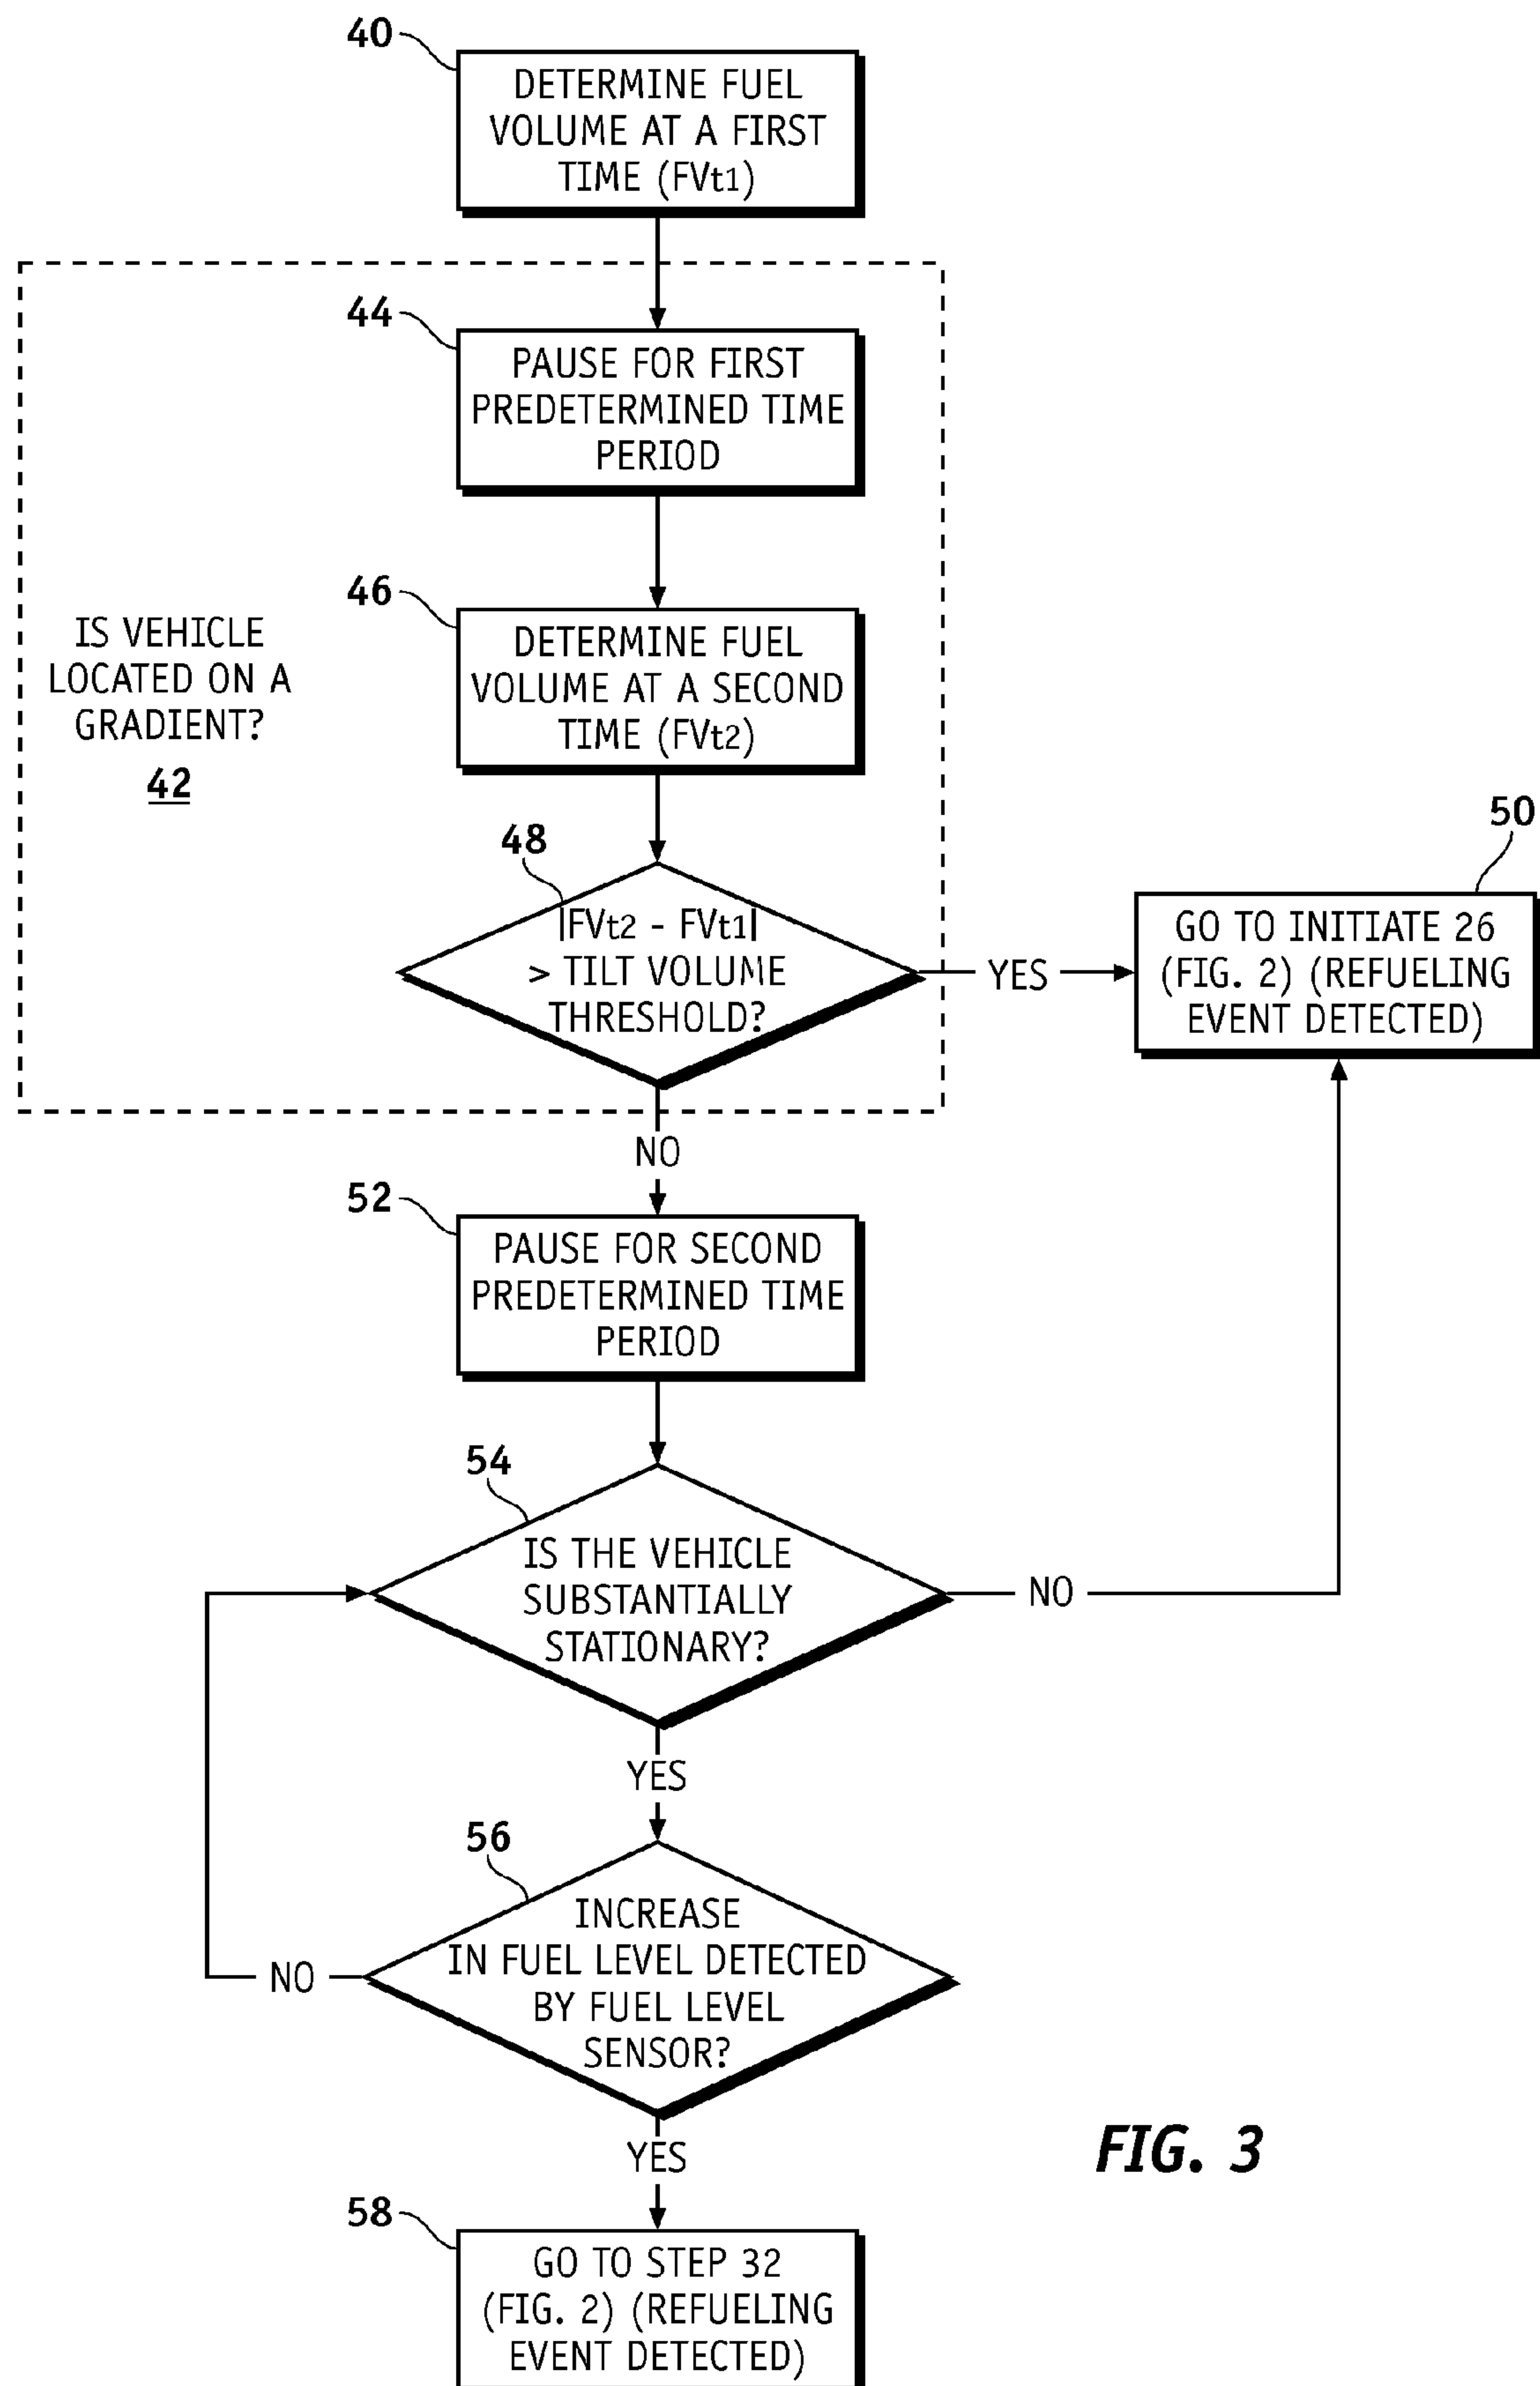 40
DETERMINE FUEL
VOLUME AT A FIRST
TIME (FVt1)
44
PAUSE FOR FIRST
PREDETERMINED TIME
PERIOD
46
DETERMINE FUEL
VOLUME AT A SECOND
TIME (FVt2)
IS VEHICLE
LOCATED ON A
GRADIENT?
42
48
|FVt2 - FVt1|
> TILT VOLUME
THRESHOLD?
YES
50
GO TO INITIATE 26
(FIG. 2) (REFUELING
EVENT DETECTED)
NO
52
PAUSE FOR SECOND
PREDETERMINED TIME
PERIOD
54
IS THE VEHICLE
SUBSTANTIALLY
STATIONARY?
NO
YES
56
INCREASE
IN FUEL LEVEL DETECTED
BY FUEL LEVEL
SENSOR?
NO
YES
58
GO TO STEP 32
(FIG. 2) (REFUELING
EVENT DETECTED)
FIG. 3